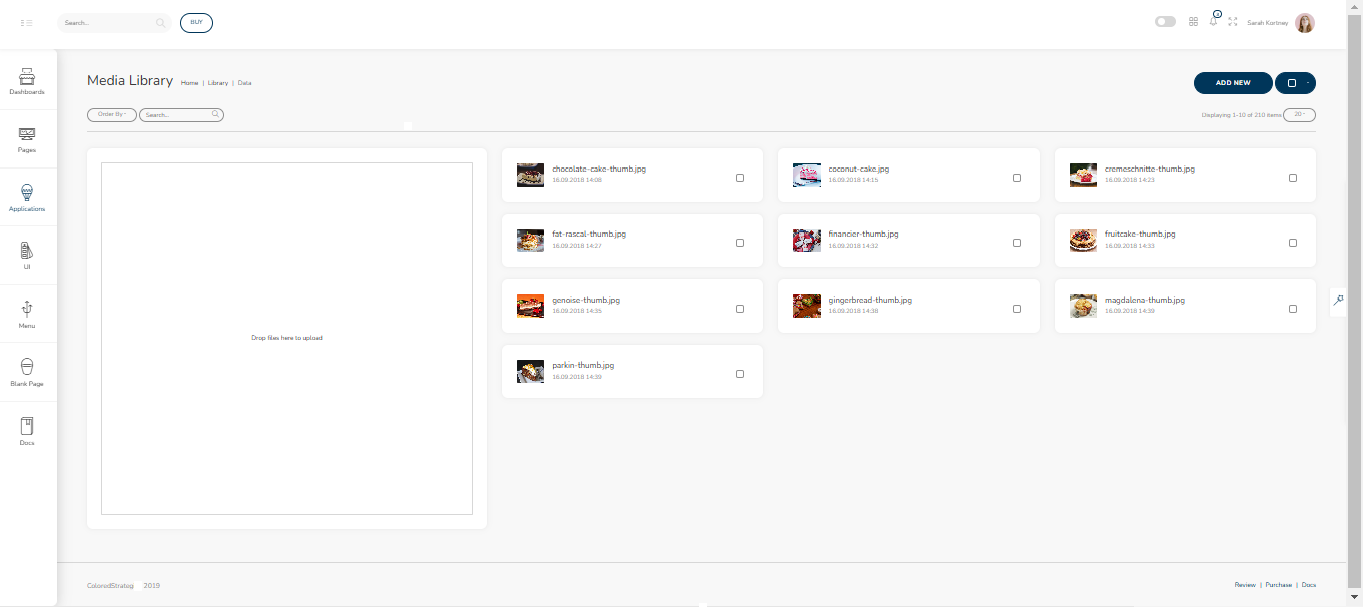 Search...
BUY
Sarah Kortney
Dashboards
Pages
Applications
UI
Menu
Blank Page
Docs
Media Library
Home | Library | Data
ADD NEW
Order By
Search...
Displaying 1-10 of 210 items
20
Drop files here to upload
chocolate-cake-thumb.jpg
16.09.2018 14:08
coconut-cake.jpg
16.09.2018 14:15
cremeschnitte-thumb.jpg
16.09.2018 14:23
fat-rascal-thumb.jpg
16.09.2018 14:27
financier-thumb.jpg
16.09.2018 14:32
fruitcake-thumb.jpg
16.09.2018 14:33
genoise-thumb.jpg
16.09.2018 14:35
gingerbread-thumb.jpg
16.09.2018 14:38
magdalena-thumb.jpg
16.09.2018 14:39
parkin-thumb.jpg
16.09.2018 14:39
ColoredStrateg 2019
Review | Purchase | Docs